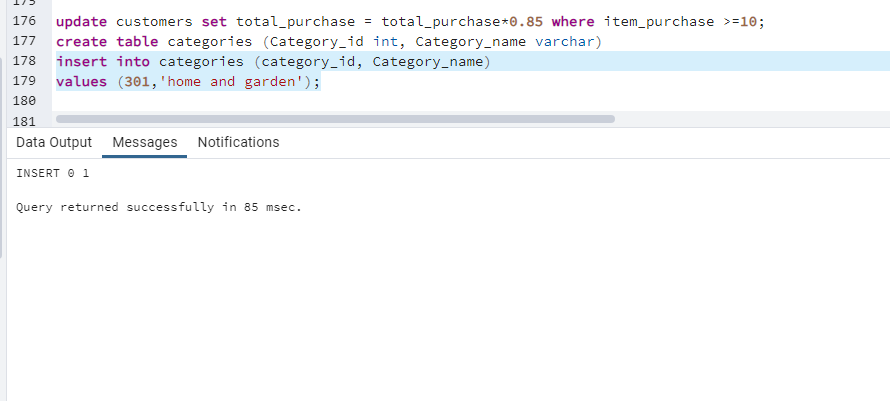 175
176 update customers set total_purchase = total_purchase*0.85 where item_purchase >=10;
177 create table categories (Category_id int, Category_name varchar)
178 insert into categories (category_id, Category_name)
179 values (301,'home and garden');
180
181
Data Output Messages Notifications
INSERT 0 1
Query returned successfully in 85 msec.